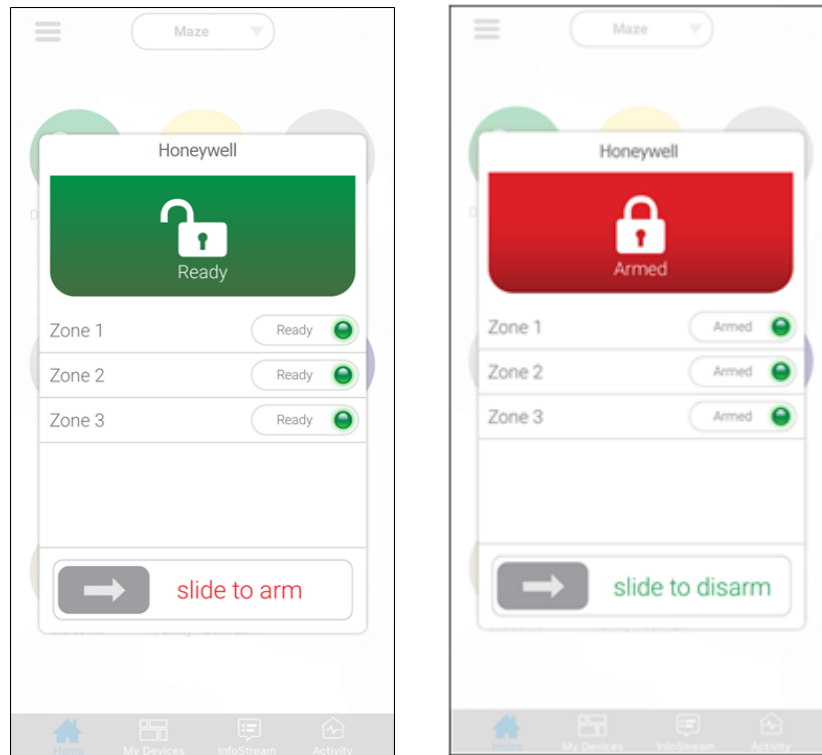 Maze
Honeywell
Ready
Zone 1 Ready
Zone 2 Ready
Zone 3 Ready
slide to arm
Home My Devices InfoStream Activity
Maze
Honeywell
Armed
Zone 1 Armed
Zone 2 Armed
Zone 3 Armed
slide to disarm
Home My Devices InfoStream Activity